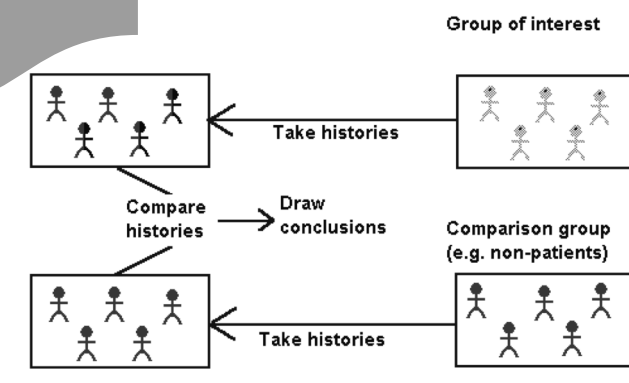 Group of interest
Take histories
Compare
histories
Draw
conclusions
Comparison group
(e.g. non-patients)
Take histories